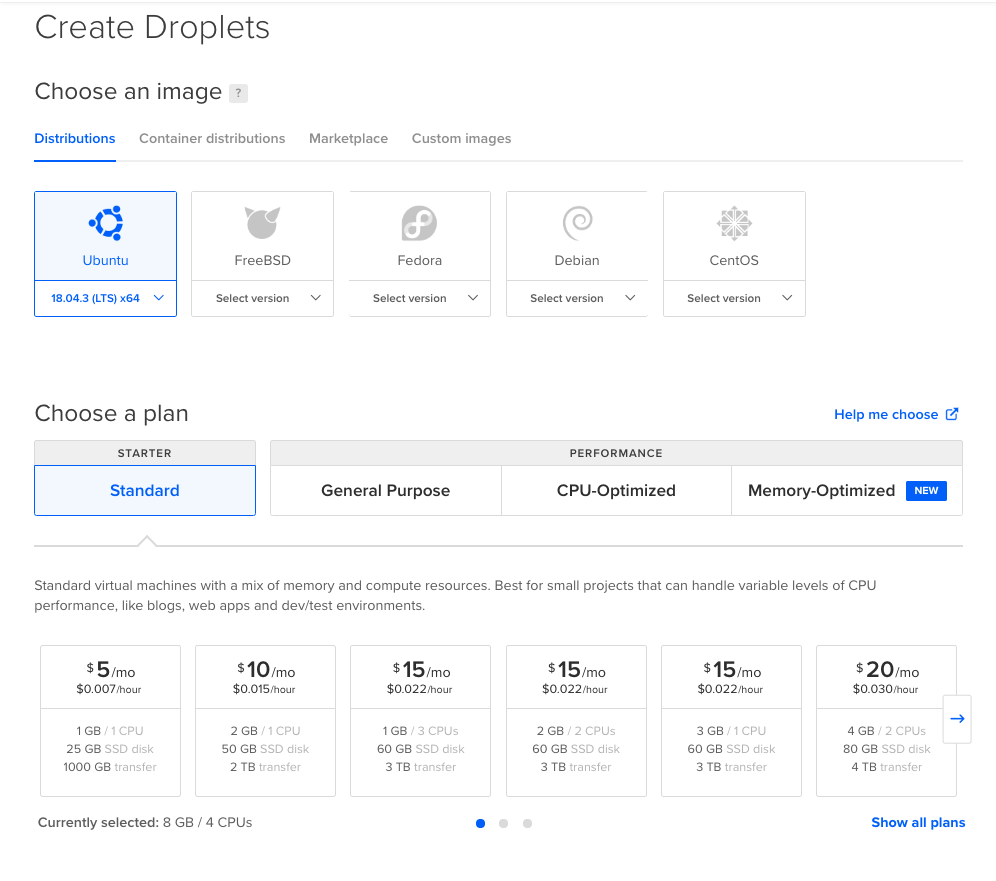 Create Droplets
Choose an image ?
Distributions Container distributions Marketplace Custom images
Ubuntu FreeBSD Fedora Debian CentOS
18.04.3 (LTS) x64 Select version Select version Select version Select version
Choose a plan Help me choose
STARTER PERFORMANCE
Standard General Purpose CPU-Optimized Memory-Optimized NEW
Standard virtual machines with a mix of memory and compute resources. Best for small projects that can handle variable levels of CPU
performance, like blogs, web apps and dev/test environments.
$5/mo $10/mo $15/mo $15/mo $15/mo $20/mo
$0.007/hour $0.015/hour $0.022/hour $0.022/hour $0.022/hour $0.030/hour
1 GB / 1 CPU 2 GB / 1 CPU 1 GB / 3 CPUs 2 GB / 2 CPUs 3 GB / 1 CPU 4 GB / 2 CPUs
25 GB SSD disk 50 GB SSD disk 60 GB SSD disk 60 GB SSD disk 60 GB SSD disk 80 GB SSD disk
1000 GB transfer 2 TB transfer 3 TB transfer 3 TB transfer 3 TB transfer 4 TB transfer
Currently selected: 8 GB / 4 CPUs Show all plans